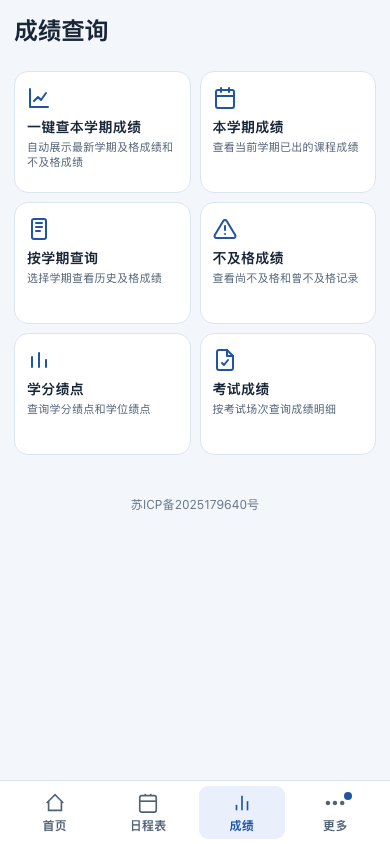 成绩查询
一键查本学期成绩
自动展示最新学期及格成绩和
不及格成绩
本学期成绩
查看当前学期已出的课程成绩
按学期查询
选择学期查看历史及格成绩
不及格成绩
查看尚不及格和曾不及格记录
学分绩点
查询学分绩点和学位绩点
考试成绩
按考试场次查询成绩明细
苏ICP备2025179640号
首页
日程表
成绩
更多